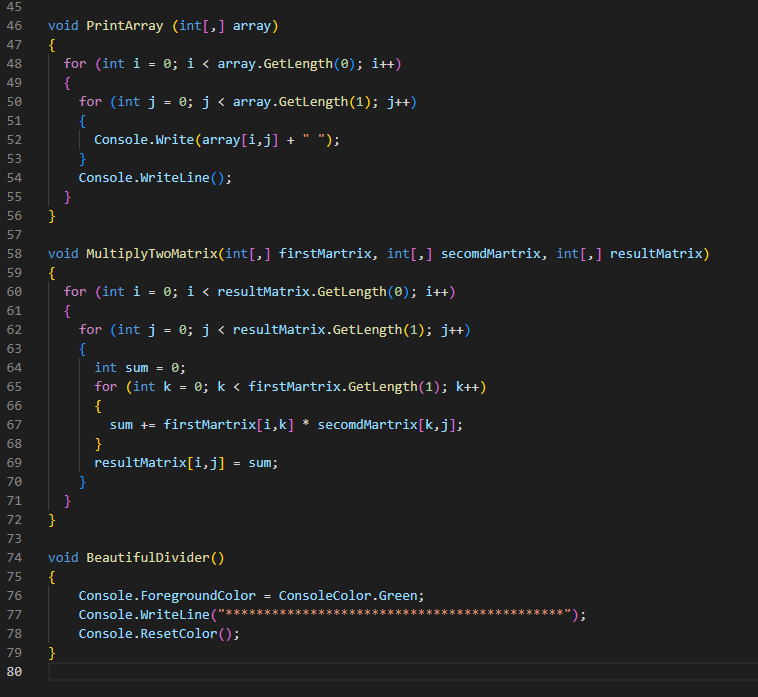 45
46 void PrintArray (int[,] array)
47 {
48 for (int i = 0; i < array.GetLength(0); i++)
49 {
50 for (int j = 0; j < array.GetLength(1); j++)
51 {
52 Console.Write(array[i,j] + " ");
53 }
54 Console.WriteLine();
55 }
56 }
57
58 void MultiplyTwoMatrix(int[,] firstMartrix, int[,] secomdMartrix, int[,] resultMatrix)
59 {
60 for (int i = 0; i < resultMatrix.GetLength(0); i++)
61 {
62 for (int j = 0; j < resultMatrix.GetLength(1); j++)
63 {
64 int sum = 0;
65 for (int k = 0; k < firstMartrix.GetLength(1); k++)
66 {
67 sum += firstMartrix[i,k] * secomdMartrix[k,j];
68 }
69 resultMatrix[i,j] = sum;
70 }
71 }
72 }
73
74 void BeautifulDivider()
75 {
76 Console.ForegroundColor = ConsoleColor.Green;
77 Console.WriteLine("********************************************");
78 Console.ResetColor();
79 }
80